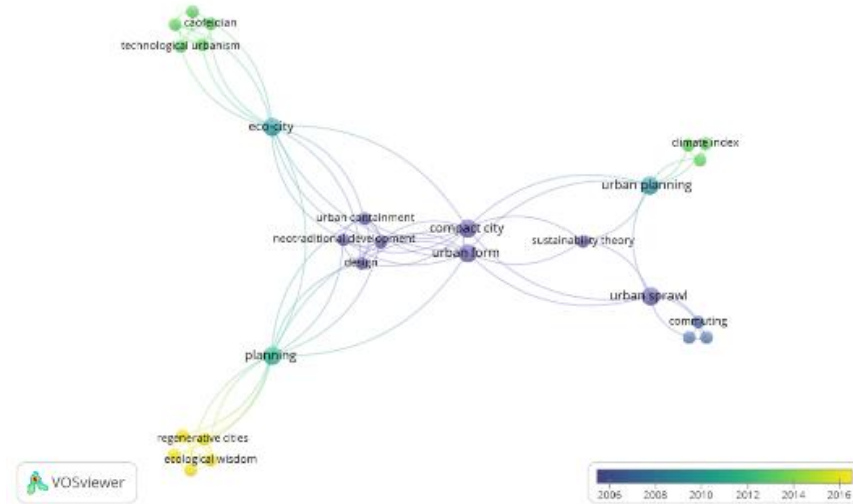 caofeidian
technological urbanism
eco-city
climate index
urban planning
urban containment
compact city
neotraditional development
sustainability theory
urban form
design
urban sprawl
commuting
planning
regenerative cities
ecological wisdom
VOSviewer
2006 2008 2010 2012 2014 2016